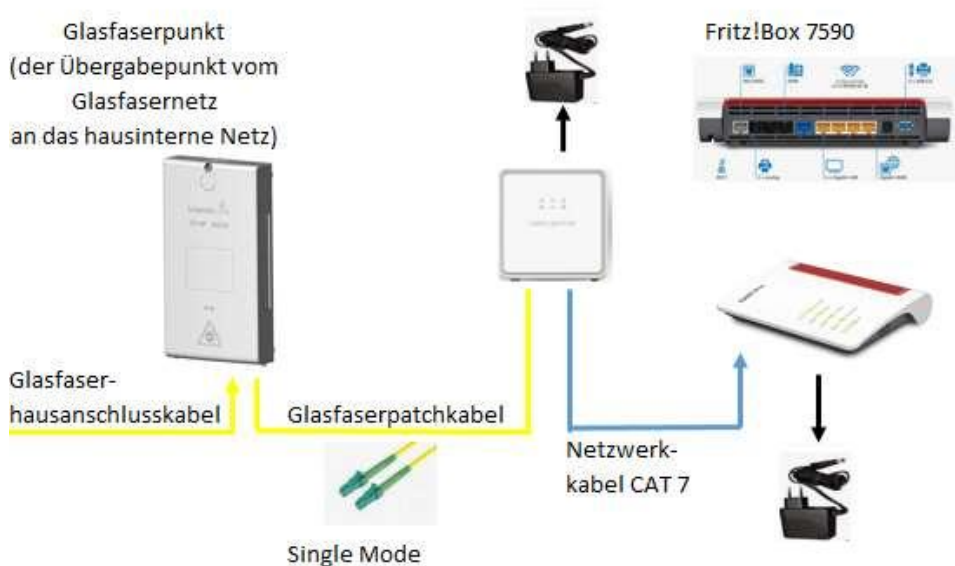 Glasfaserpunkt
(der Übergabepunkt vom
Glasfasernetz
an das hausinterne Netz)
Fritz!Box 7590
Glasfaser-
hausanschlusskabel
Glasfaserpatchkabel
Netzwerk-
kabel CAT 7
Single Mode